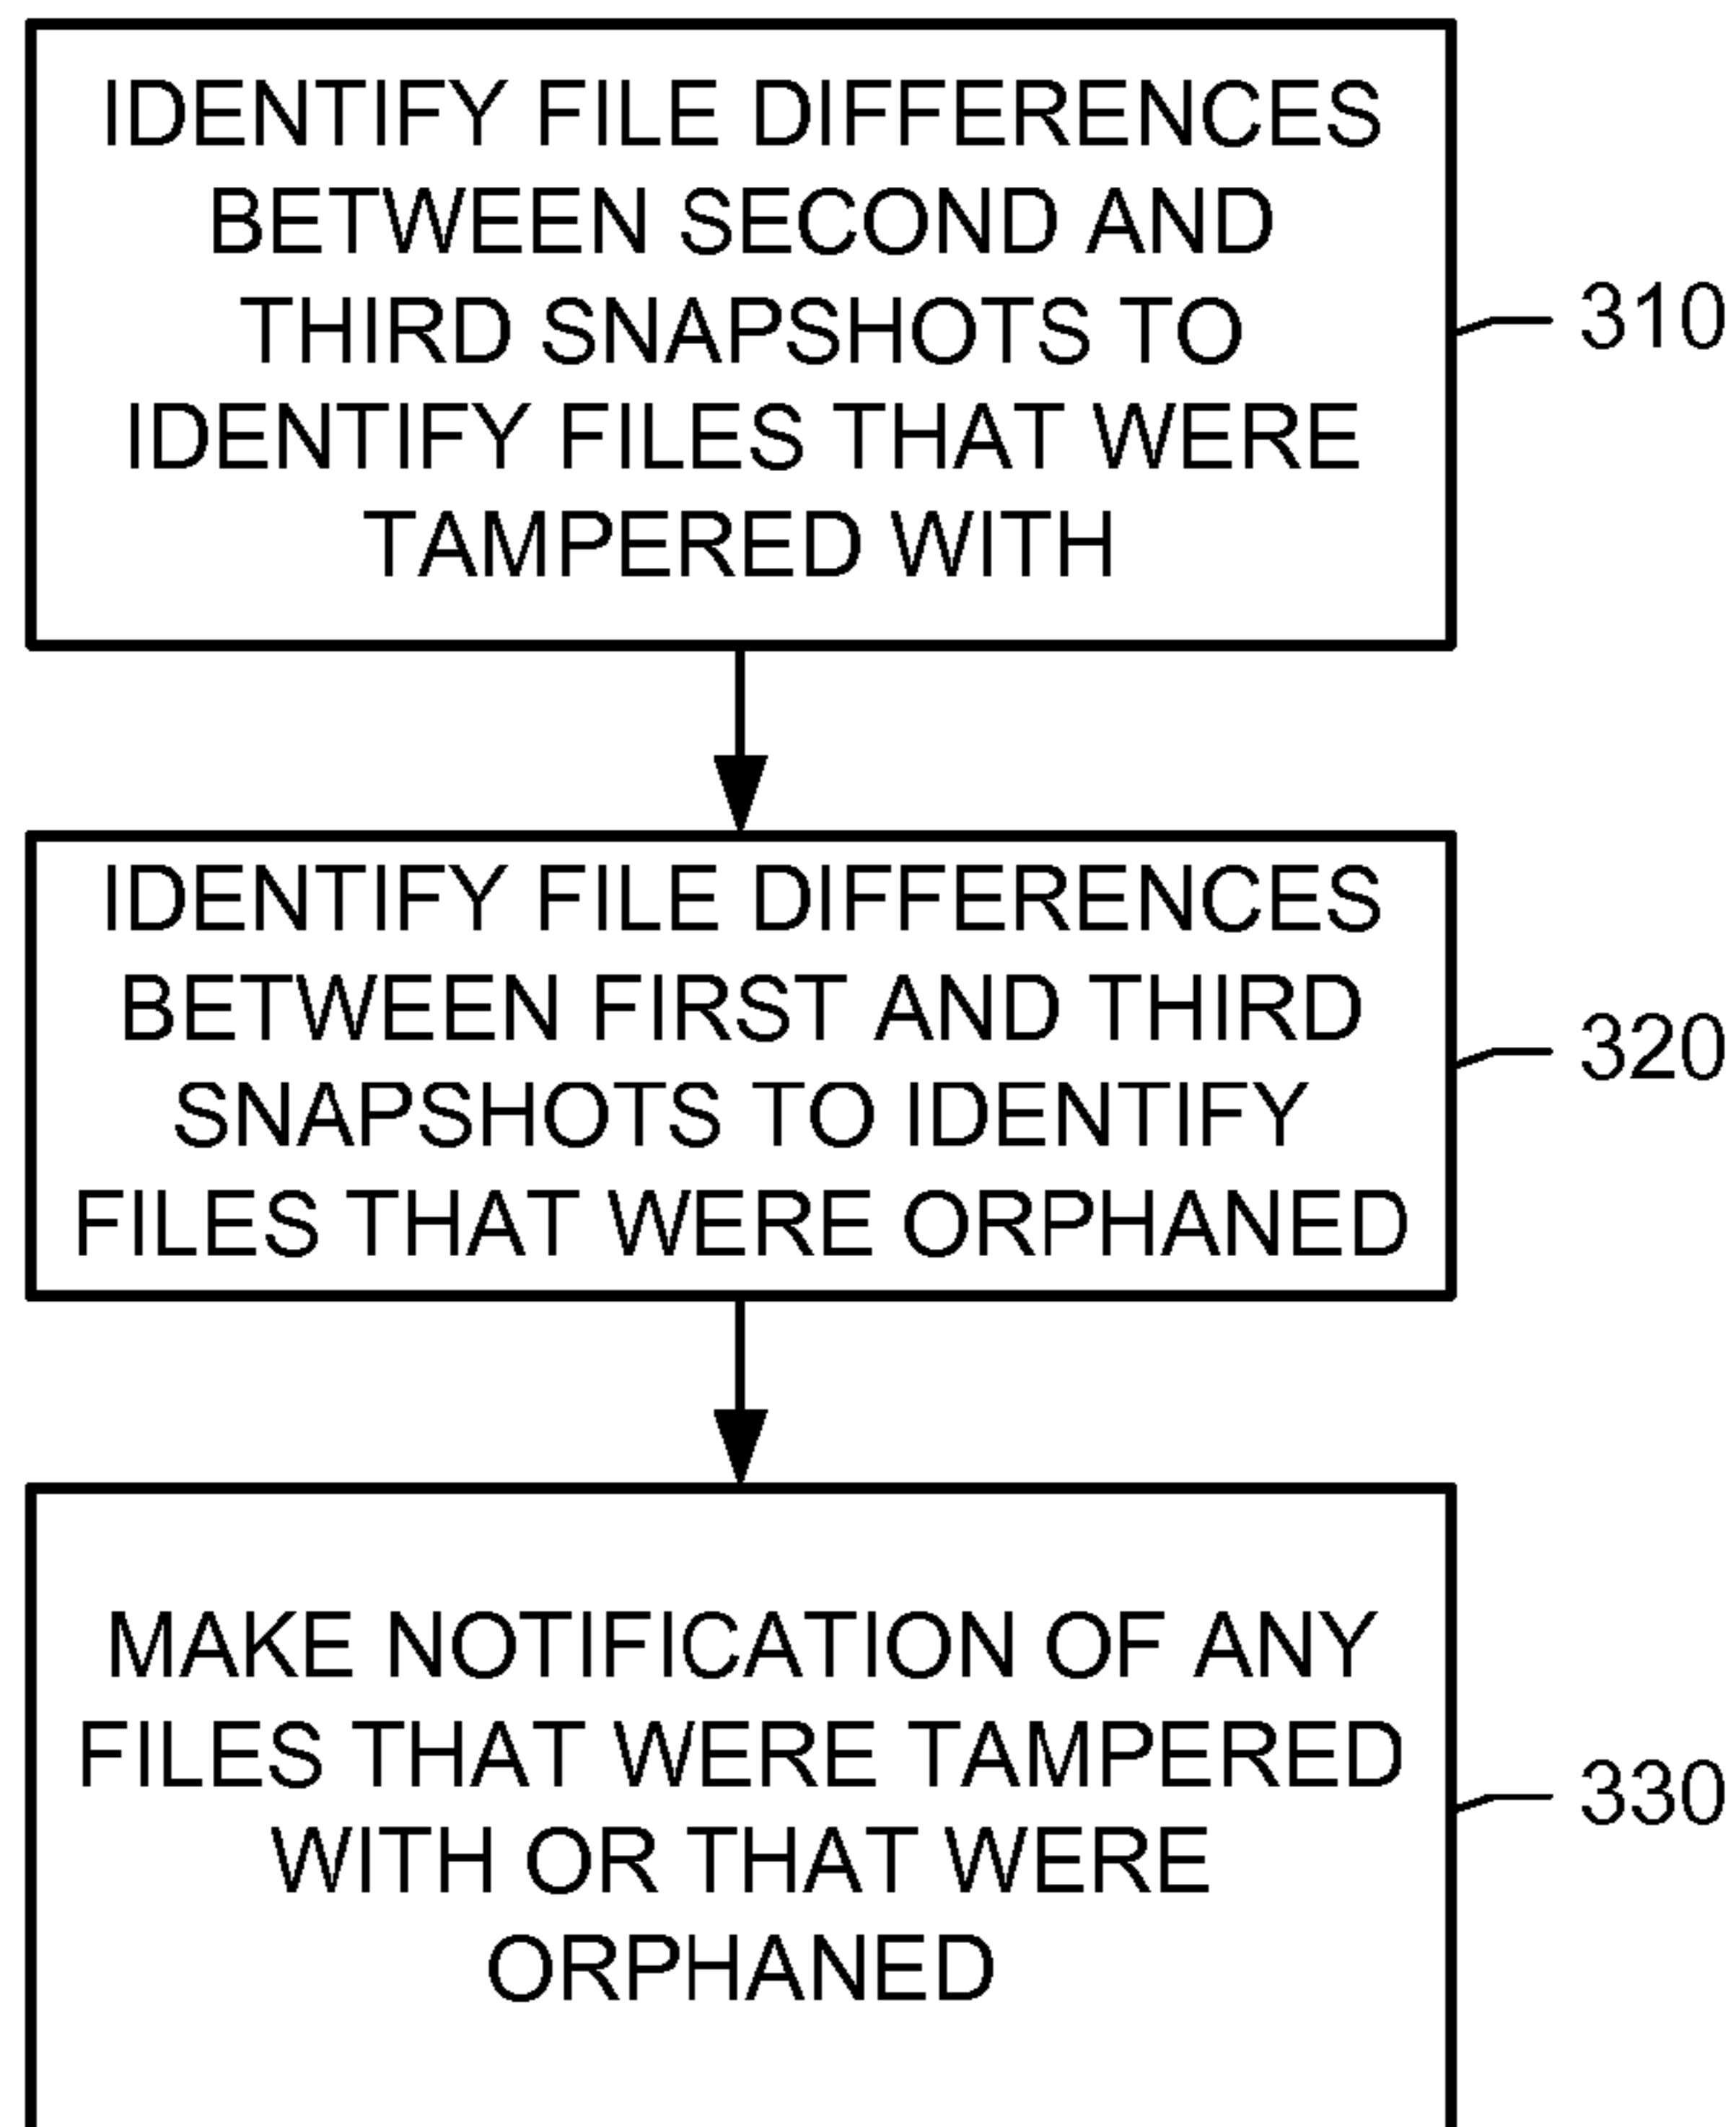 IDENTIFY FILE DIFFERENCES
BETWEEN SECOND AND
THIRD SNAPSHOTS TO
IDENTIFY FILES THAT WERE
TAMPERED WITH
310
IDENTIFY FILE DIFFERENCES
BETWEEN FIRST AND THIRD
SNAPSHOTS TO IDENTIFY
FILES THAT WERE ORPHANED
320
MAKE NOTIFICATION OF ANY
FILES THAT WERE TAMPERED
WITH OR THAT WERE
ORPHANED
330